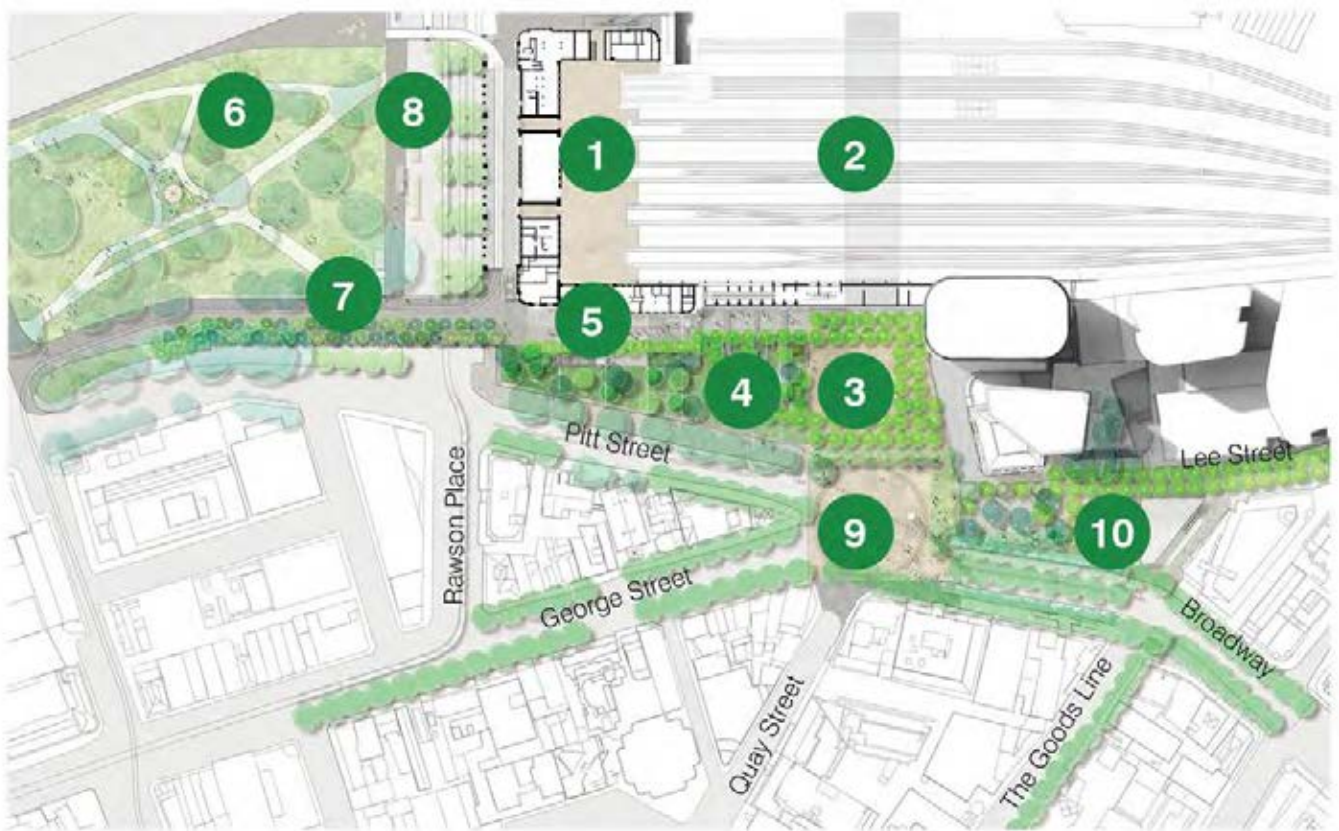 6
8
1
2
7
5
4
3
Pitt Street
Lee Street
Rawson Place
9
10
George Street
Broadway
Quay Street
The Goods Line